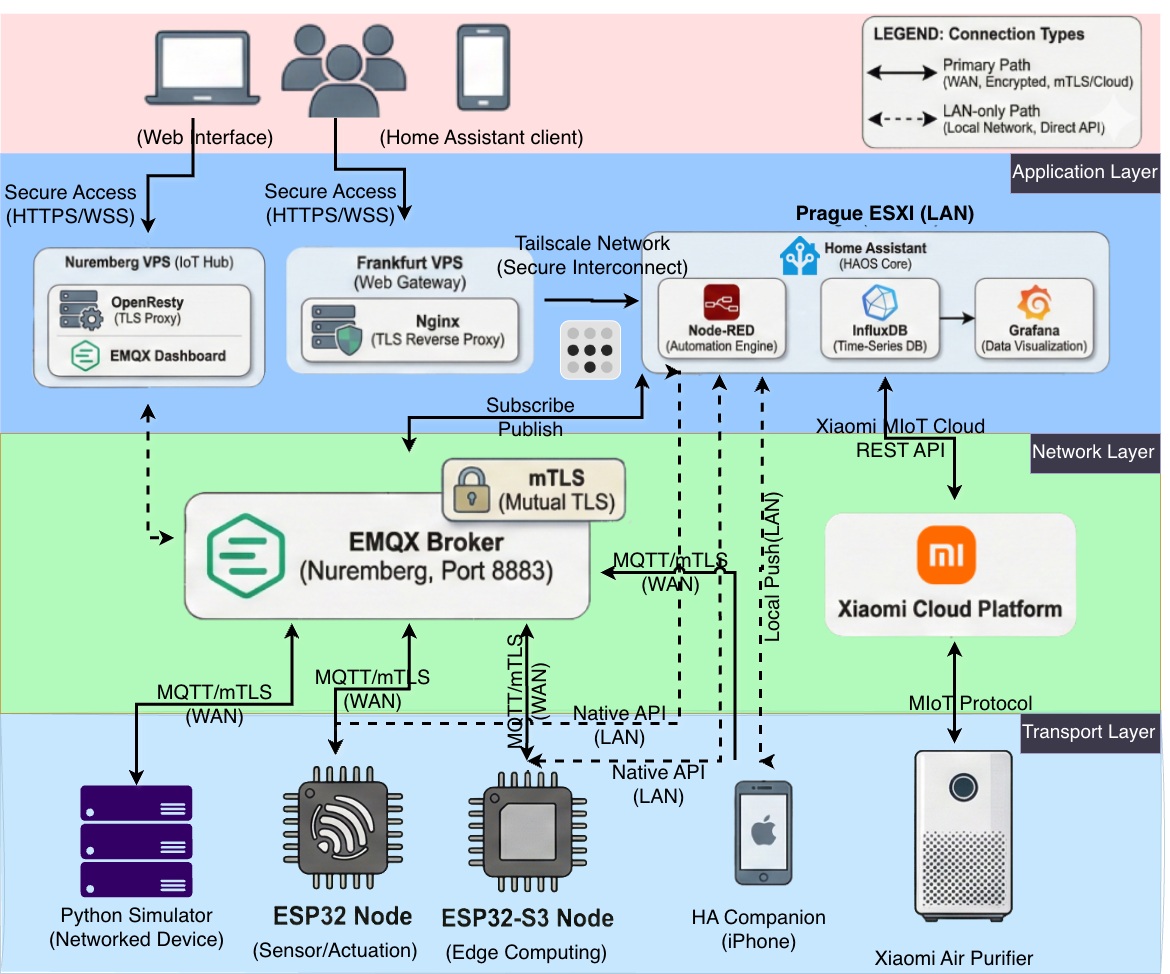 LEGEND: Connection Types
Primary Path
(WAN, Encrypted, mTLS/Cloud)
LAN-only Path
(Local Network, Direct API)
(Web Interface)
(Home Assistant client)
Application Layer
Secure Access
(HTTPS/WSS)
Secure Access
(HTTPS/WSS)
Prague ESXI (LAN)
Tailscale Network
(Secure Interconnect)
Nuremberg VPS (IoT Hub)
OpenResty
(TLS Proxy)
EMQX Dashboard
Frankfurt VPS
(Web Gateway)
Nginx
(TLS Reverse Proxy)
Home Assistant
(HAOS Core)
Node-RED
(Automation Engine)
InfluxDB
(Time-Series DB)
Grafana
(Data Visualization)
Subscribe
Publish
Xiaomi MIoT Cloud
REST API
Network Layer
mTLS
(Mutual TLS)
EMQX Broker
(Nuremberg, Port 8883)
MQTT/mTLS
(WAN)
Local Push(LAN)
mi
Xiaomi Cloud Platform
MQTT/mTLS
(WAN)
MQTT/mTLS
(WAN)
MQTT/mTLS
(WAN)
MIoT Protocol
Native API
(LAN)
Transport Layer
Native API
(LAN)
Python Simulator
(Networked Device)
ESP32 Node
(Sensor/Actuation)
ESP32-S3 Node
(Edge Computing)
HA Companion
(iPhone)
Xiaomi Air Purifier